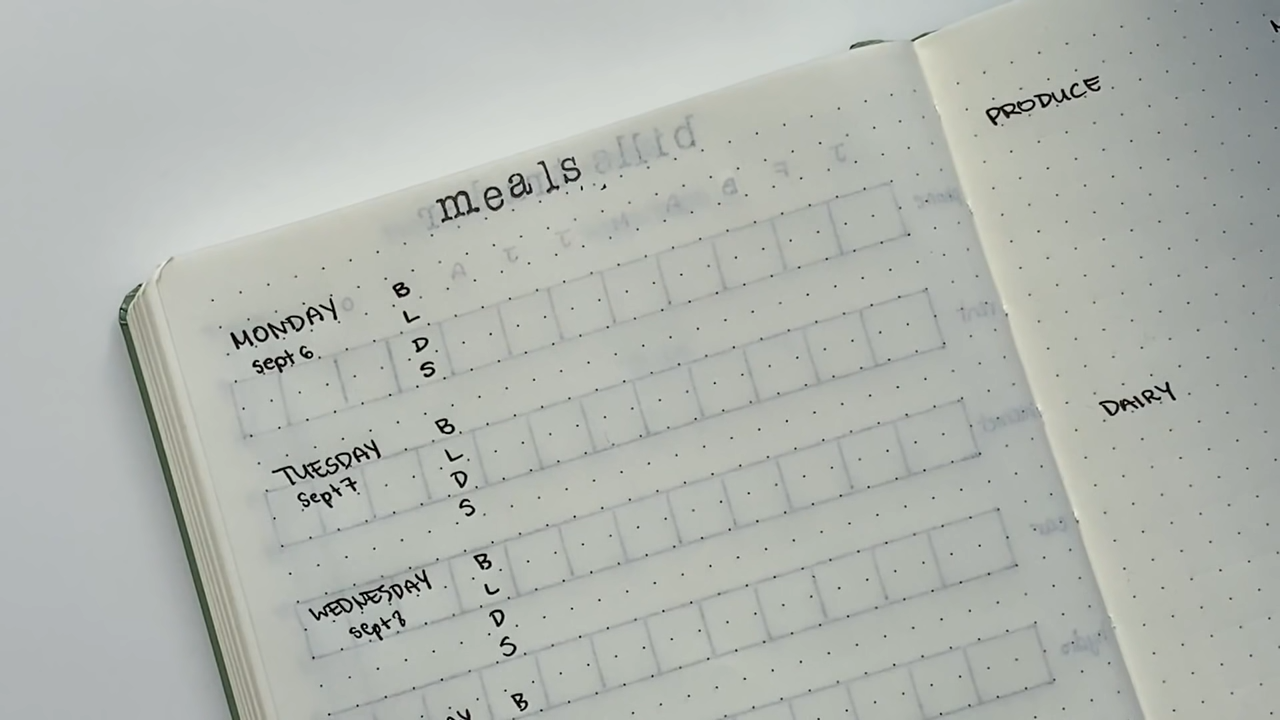 meals
MONDAY
sept 6
B
L
D
S
TUESDAY
Sept 7
B
L
D
S
WEDNESDAY
sept 8
B
L
D
S
B
PRODUCE
DAIRY